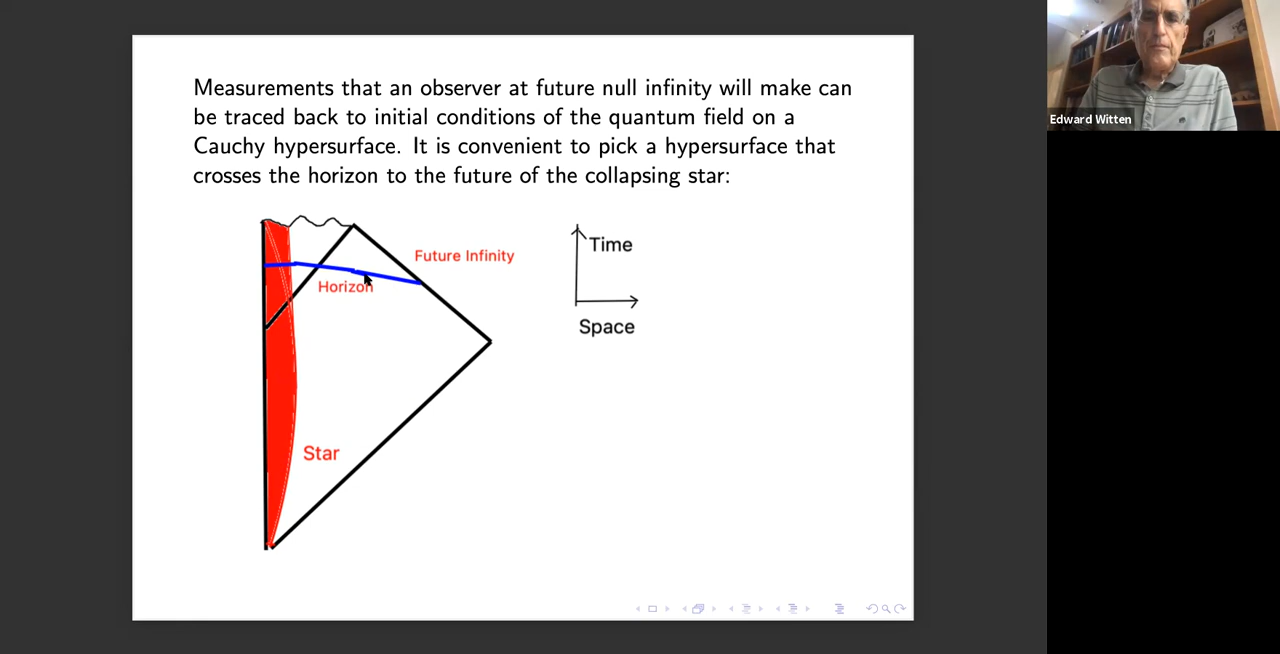 Measurements that an observer at future null infinity will make can
be traced back to initial conditions of the quantum field on a
Cauchy hypersurface. It is convenient to pick a hypersurface that
crosses the horizon to the future of the collapsing star:
Time
Future Infinity
Horizon
Space
Star
Edward Witten